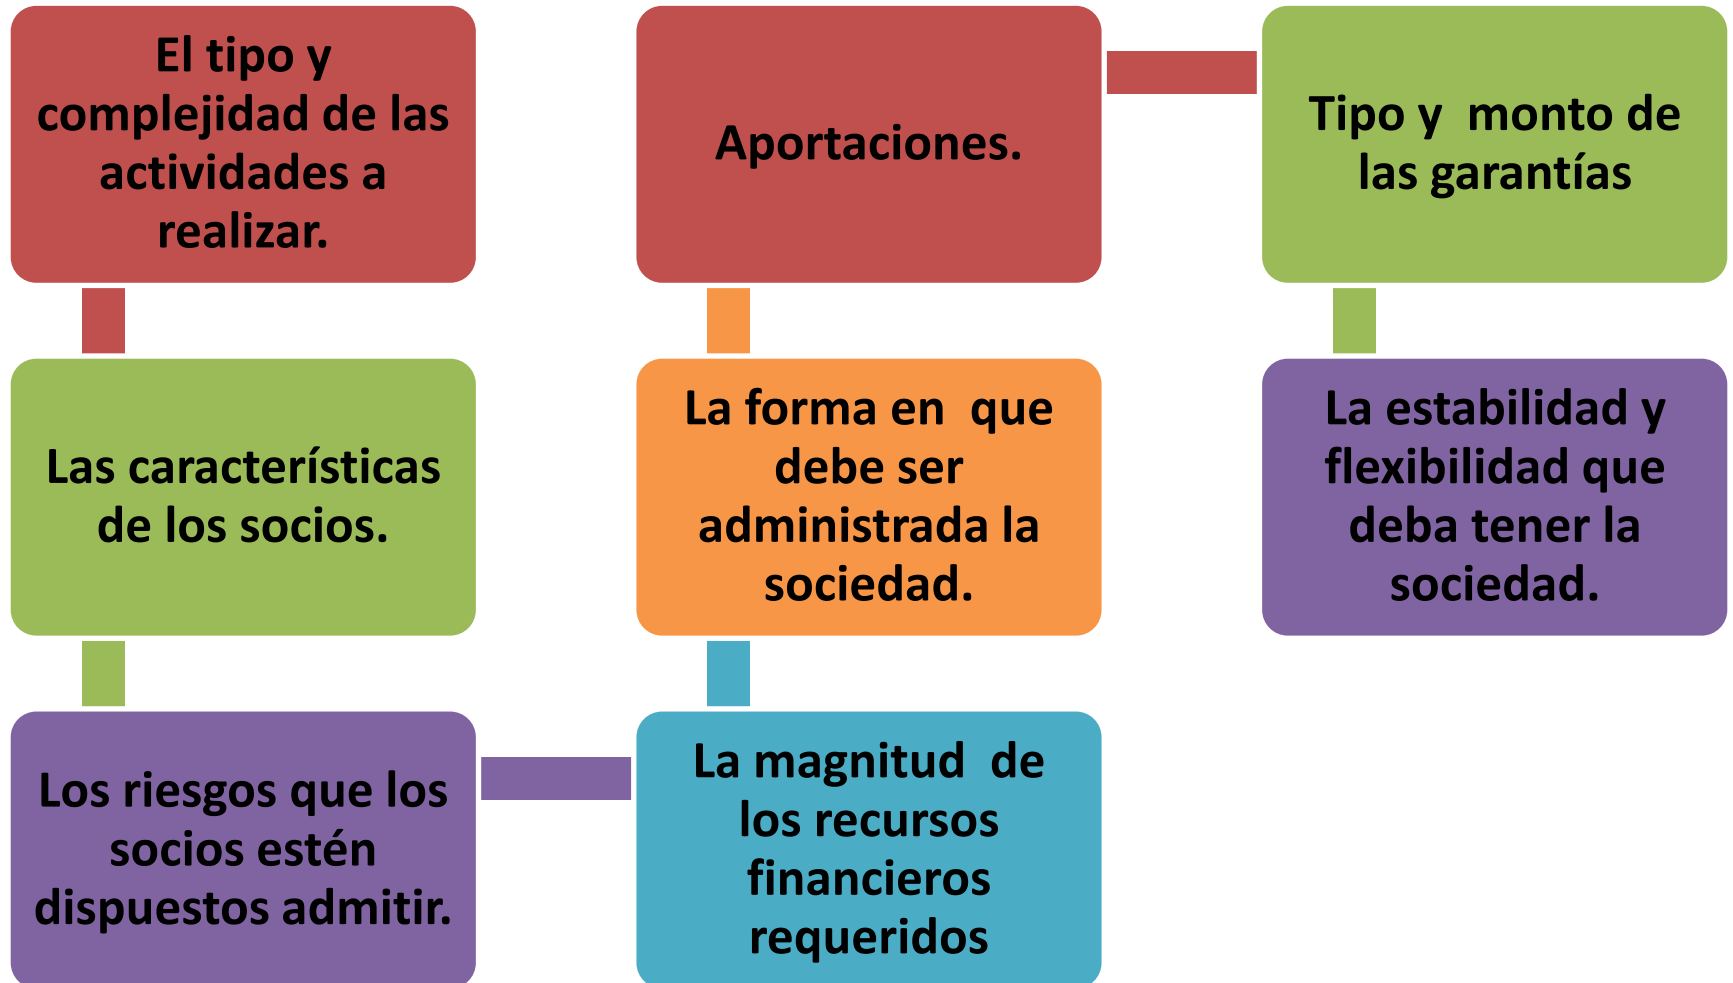 El tipo y
complejidad de las
actividades a
realizar.
Las características
de los socios.
Los riesgos que los
socios estén
dispuestos admitir.
La magnitud  de
los recursos
financieros
requeridos
La forma en  que
debe ser
administrada la
sociedad.
Aportaciones.
Tipo y  monto de
las garantías
La estabilidad y
flexibilidad que
deba tener la
sociedad.